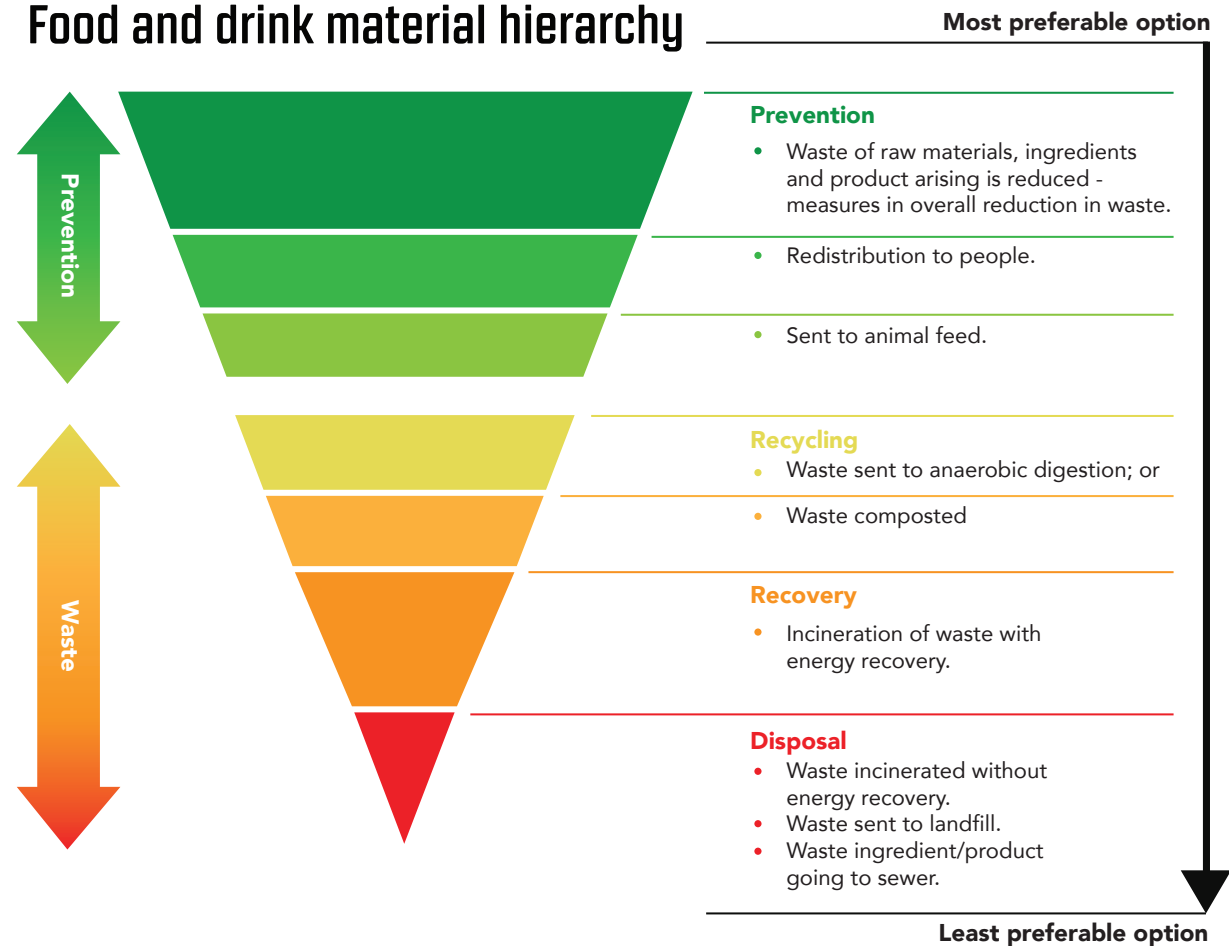 Food and drink material hierarchy
Most preferable option
Prevention
Prevention
• Waste of raw materials, ingredients
and product arising is reduced -
measures in overall reduction in waste.
• Redistribution to people.
• Sent to animal feed.
Waste
Recycling
• Waste sent to anaerobic digestion; or
• Waste composted
Recovery
• Incineration of waste with
energy recovery.
Disposal
• Waste incinerated without
energy recovery.
• Waste sent to landfill.
• Waste ingredient/product
going to sewer.
Least preferable option